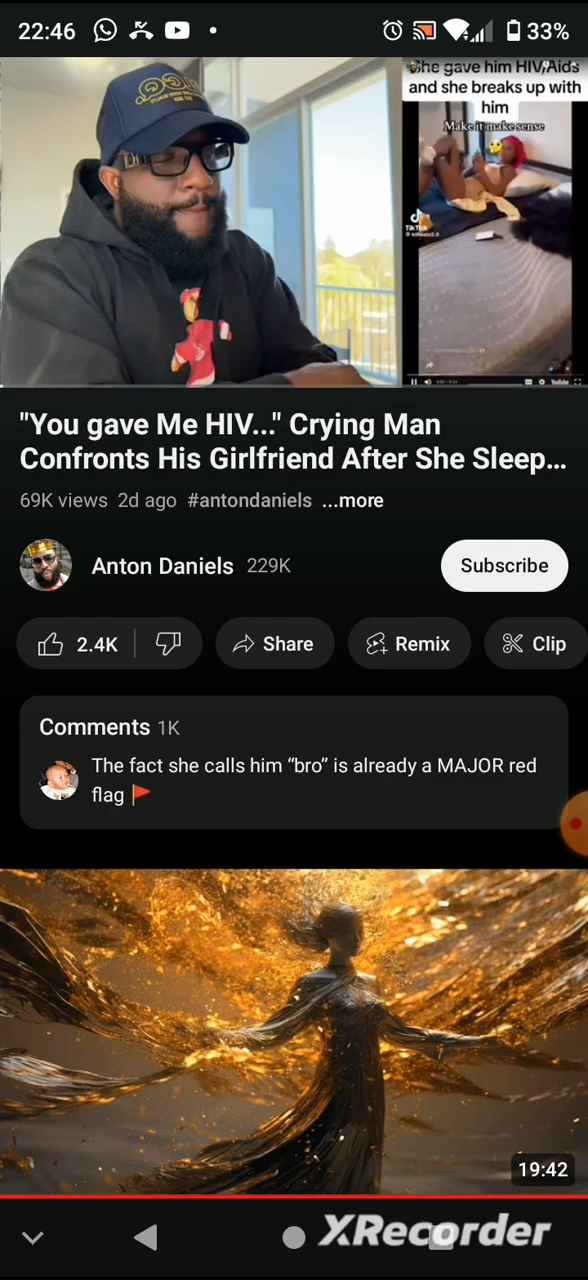 22:46
33%
She gave him HIV/Aids
and she breaks up with
him
Make it make sense
TikTok
YouTube
"You gave Me HIV..." Crying Man
Confronts His Girlfriend After She Sleep...
69K views 2d ago #antondaniels ...more
Anton Daniels 229K
Subscribe
2.4K
Share
Remix
Clip
Comments 1K
The fact she calls him “bro” is already a MAJOR red
flag 🚩
19:42
XRecorder